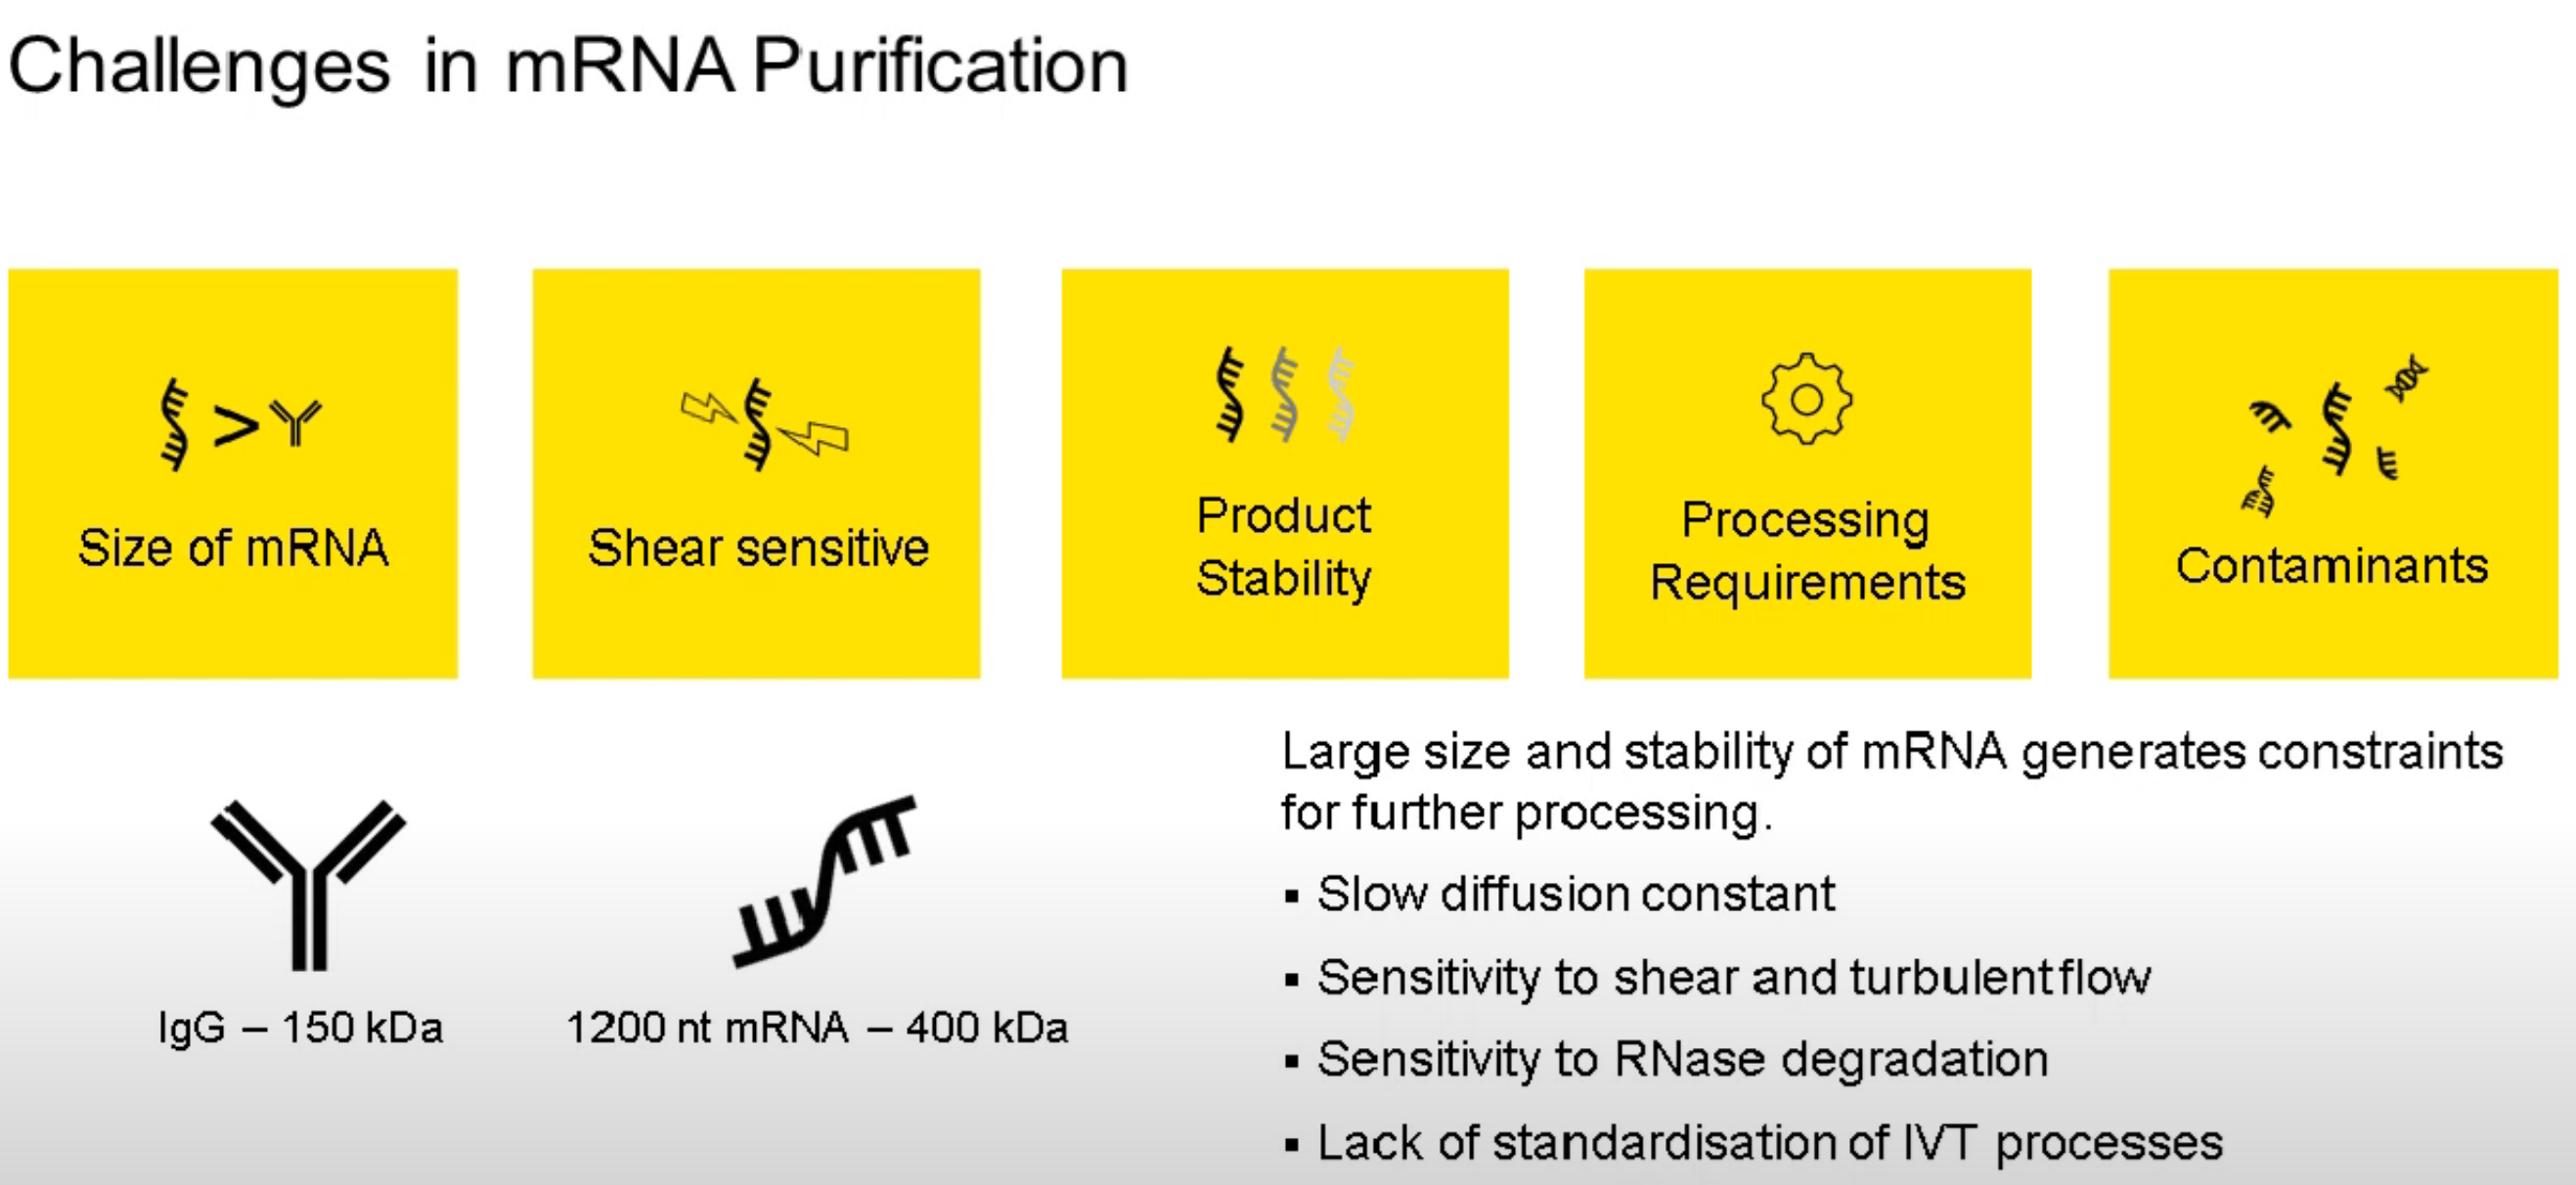 Challenges in mRNA Purification
>
Size of mRNA
Shear sensitive
Product
Stability
Processing
Requirements
Contaminants
IgG – 150 kDa
1200 nt mRNA – 400 kDa
Large size and stability of mRNA generates constraints
for further processing.
▪ Slow diffusion constant
▪ Sensitivity to shear and turbulent flow
▪ Sensitivity to RNase degradation
▪ Lack of standardisation of IVT processes